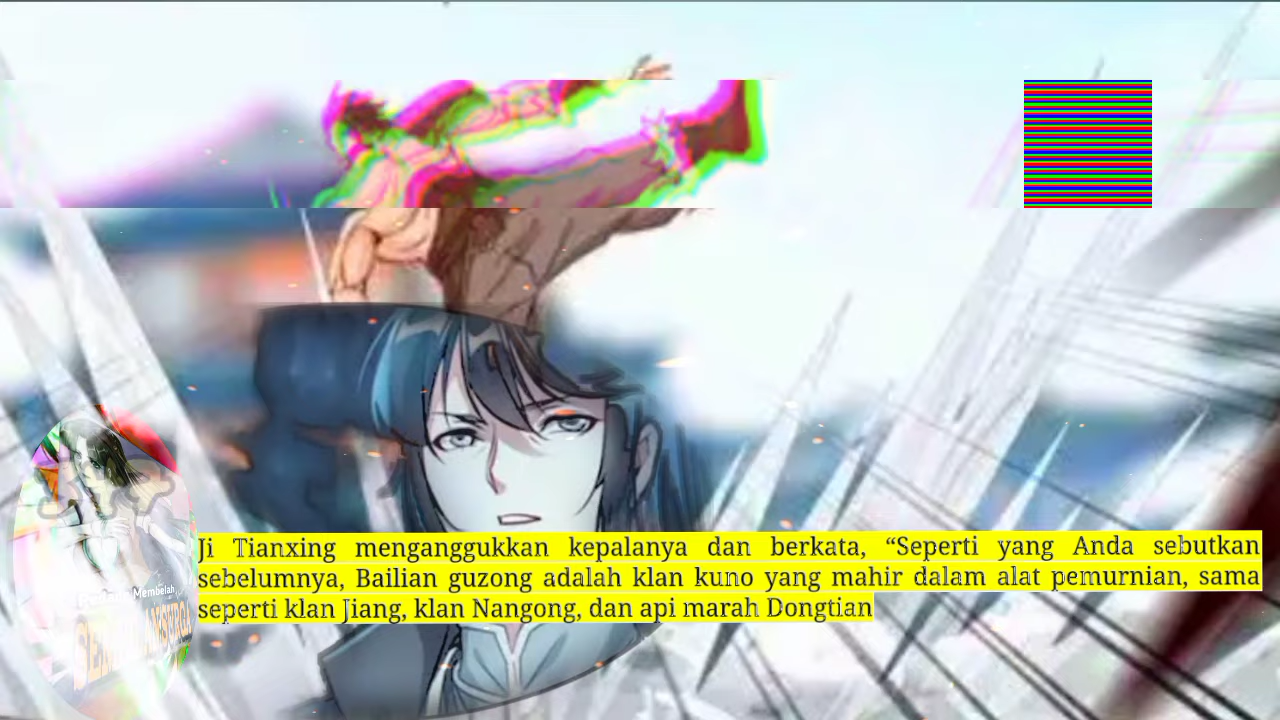 Ji Tianxing menganggukkan kepalanya dan berkata, “Seperti yang Anda sebutkan
sebelumnya, Bailian guzong adalah klan kuno yang mahir dalam alat pemurnian, sama
seperti klan Jiang, klan Nangong, dan api marah Dongtian
Membelah